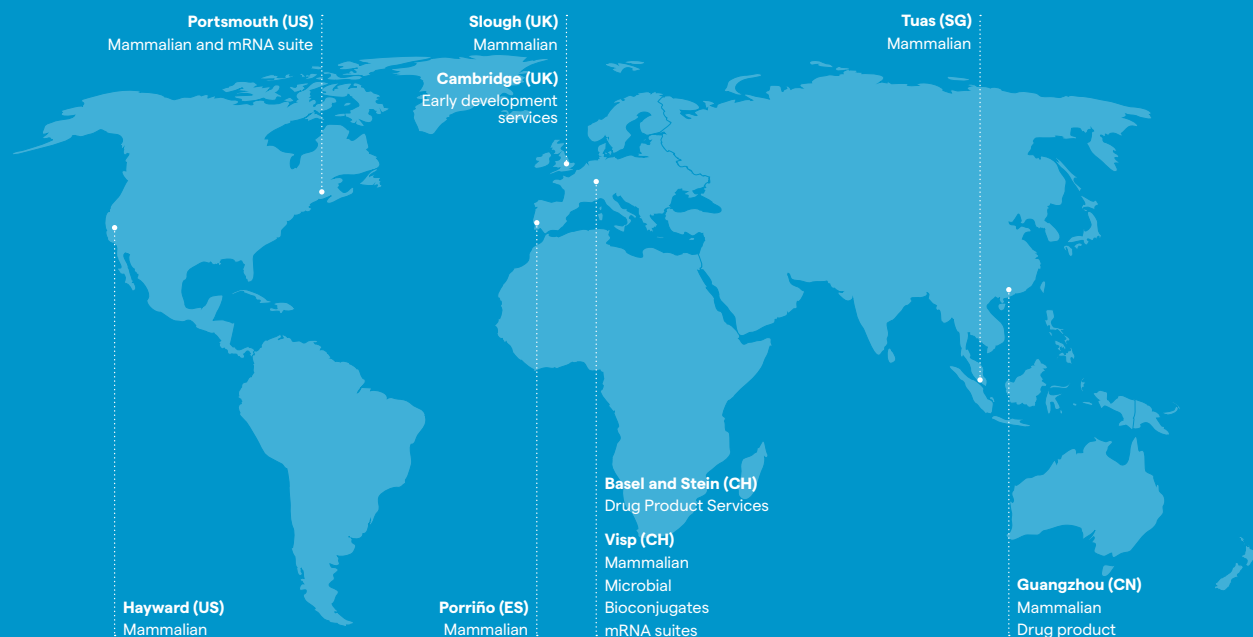 Portsmouth (US)
Mammalian and mRNA suite
Slough (UK)
Mammalian
Cambridge (UK)
Early development
services
Tuas (SG)
Mammalian
Basel and Stein (CH)
Drug Product Services
Visp (CH)
Mammalian
Microbial
Bioconjugates
mRNA suites
Hayward (US)
Mammalian
Porriño (ES)
Mammalian
Guangzhou (CN)
Mammalian
Drug product